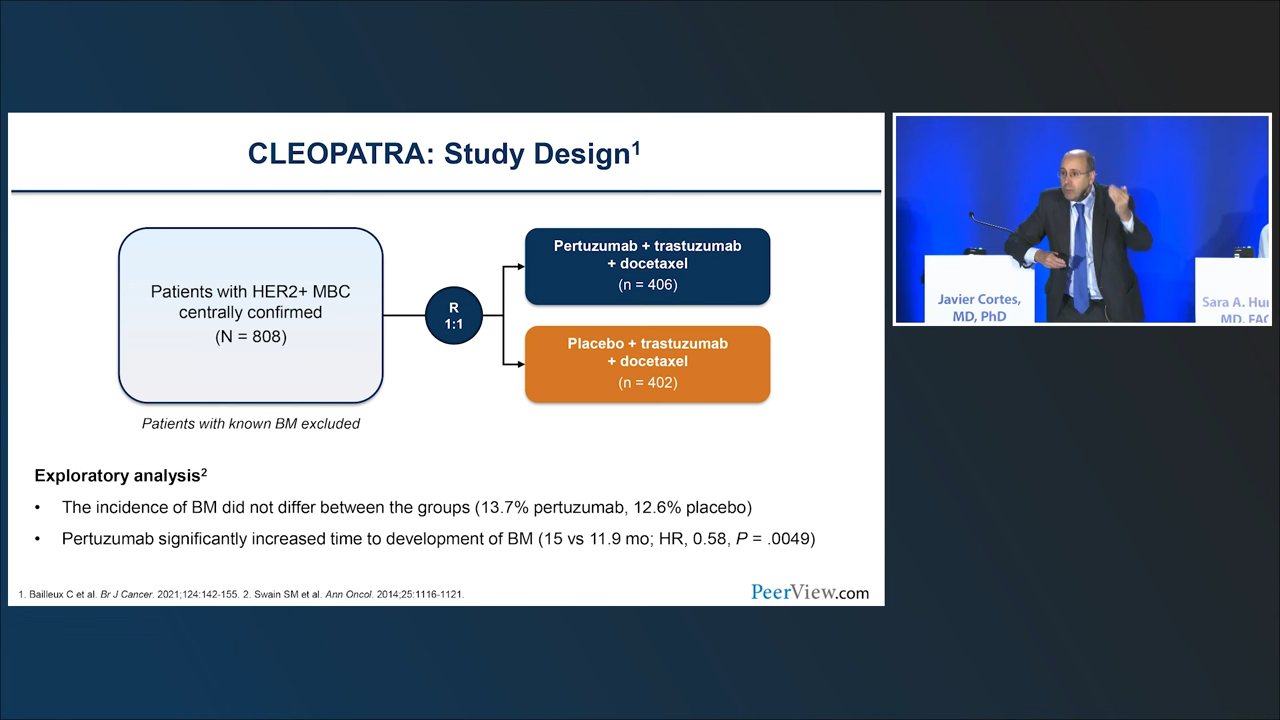 CLEOPATRA: Study Design1
Patients with HER2+ MBC
centrally confirmed
(N = 808)
Patients with known BM excluded
R
1:1
Pertuzumab + trastuzumab
+ docetaxel
(n = 406)
Placebo + trastuzumab
+ docetaxel
(n = 402)
Exploratory analysis2
• The incidence of BM did not differ between the groups (13.7% pertuzumab, 12.6% placebo)
• Pertuzumab significantly increased time to development of BM (15 vs 11.9 mo; HR, 0.58, P = .0049)
1. Bailleux C et al. Br J Cancer. 2021;124:142-155. 2. Swain SM et al. Ann Oncol. 2014;25:1116-1121.
PeerView.com
Javier Cortes,
MD, PhD
Sara A. Hu
MD, FAC